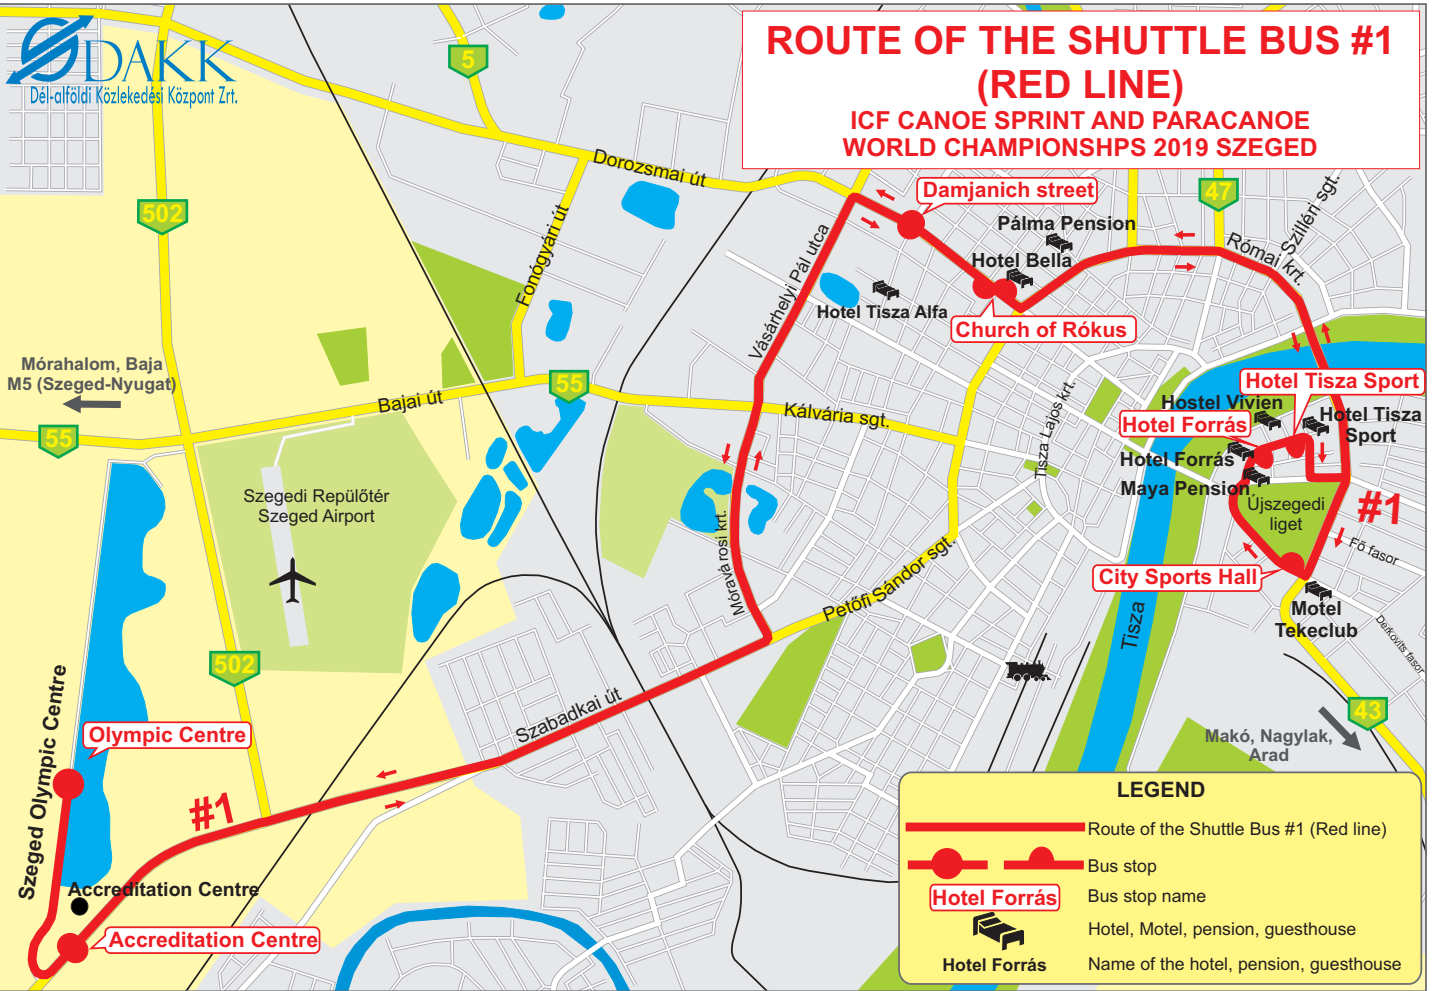 DAKK
Dél-alföldi Közlekedési Központ Zrt.
ROUTE OF THE SHUTTLE BUS #1
(RED LINE)
ICF CANOE SPRINT AND PARACANOE
WORLD CHAMPIONSHPS 2019 SZEGED
5
502
47
Dorozsmai út
Damjanich street
Pálma Pension
Hotel Bella
Római krt.
Szilléri sgt.
Fonógyári út
Vásárhelyi Pál utca
Hotel Tisza Alfa
Church of Rókus
Mórahalom, Baja
M5 (Szeged-Nyugat)
55
Bajai út
55
Kálvária sgt.
Tisza Lajos krt.
Hotel Tisza Sport
Hostel Vivien
Hotel Forrás
Hotel Tisza
Sport
Hotel Forrás
Maya Pension
Újszegedi
liget
#1
Fő fasor
Szegedi Repülőtér
Szeged Airport
Móravárosi krt.
Petőfi Sándor sgt.
City Sports Hall
Motel
Tekeclub
Derkovits fasor
Tisza
502
Szabadkai út
43
Makó, Nagylak,
Arad
Szeged Olympic Centre
Olympic Centre
#1
Accreditation Centre
Accreditation Centre
LEGEND
Route of the Shuttle Bus #1 (Red line)
Bus stop
Hotel Forrás
Bus stop name
Hotel, Motel, pension, guesthouse
Hotel Forrás
Name of the hotel, pension, guesthouse